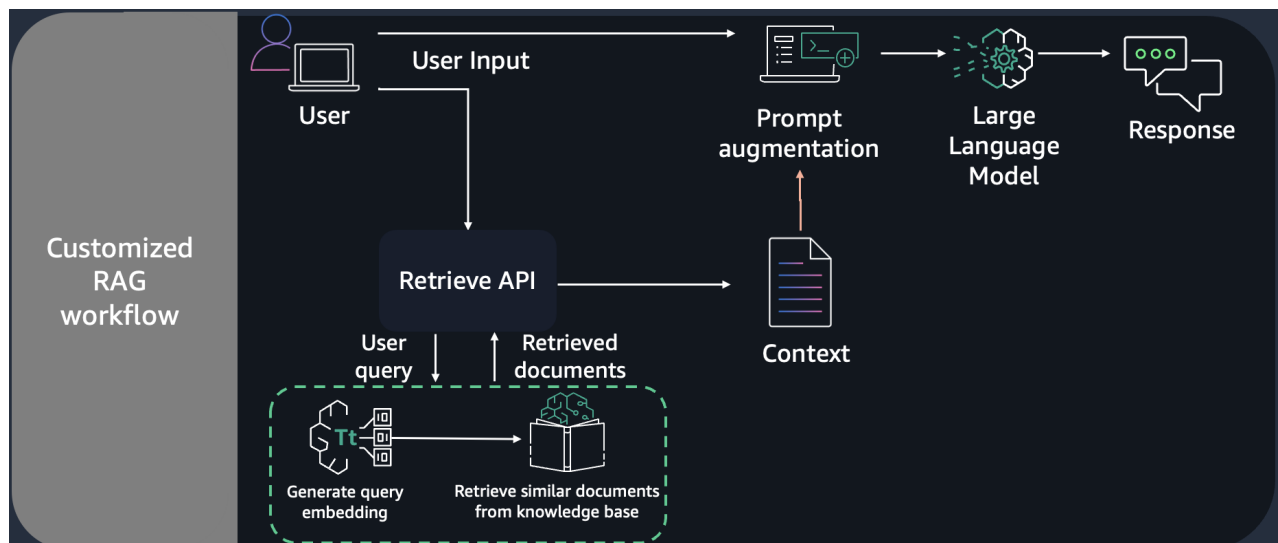 Customized
RAG
workflow
User
User Input
Prompt
augmentation
Large
Language
Model
Response
Retrieve API
Context
User
query
Retrieved
documents
Tt
Generate query
embedding
Retrieve similar documents
from knowledge base